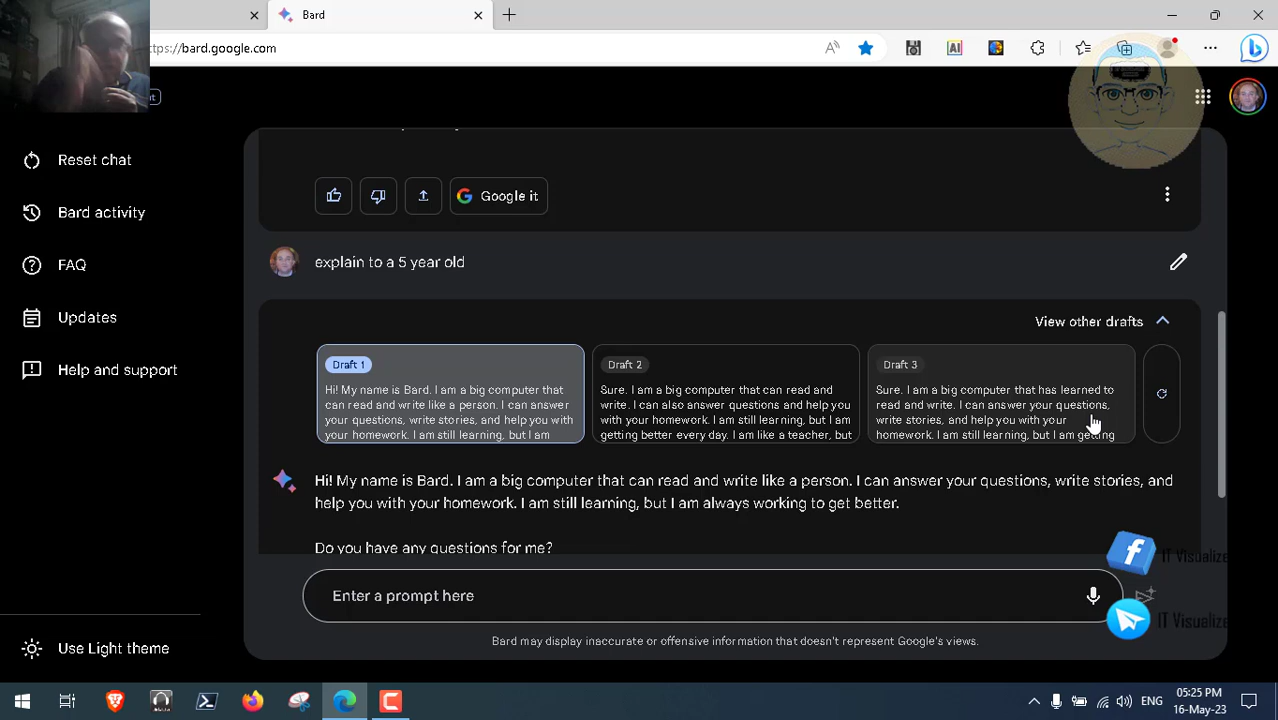 Bard
ttps://bard.google.com
Reset chat
Bard activity
FAQ
Updates
Help and support
Use Light theme
Google it
explain to a 5 year old
View other drafts
Draft 1
Hi! My name is Bard. I am a big computer that
can read and write like a person. I can answer
your questions, write stories, and help you with
your homework. I am still learning, but I am
Draft 2
Sure. I am a big computer that can read and
write. I can also answer questions and help you
with your homework. I am still learning, but I am
getting better every day. I am like a teacher, but
Draft 3
Sure. I am a big computer that has learned to
read and write. I can answer your questions,
write stories, and help you with your
homework. I am still learning, but I am getting
Hi! My name is Bard. I am a big computer that can read and write like a person. I can answer your questions, write stories, and
help you with your homework. I am still learning, but I am always working to get better.
Do you have any questions for me?
IT Visualize
Enter a prompt here
IT Visualize
Bard may display inaccurate or offensive information that doesn't represent Google's views.
AI
ENG
05:25 PM
16-May-23